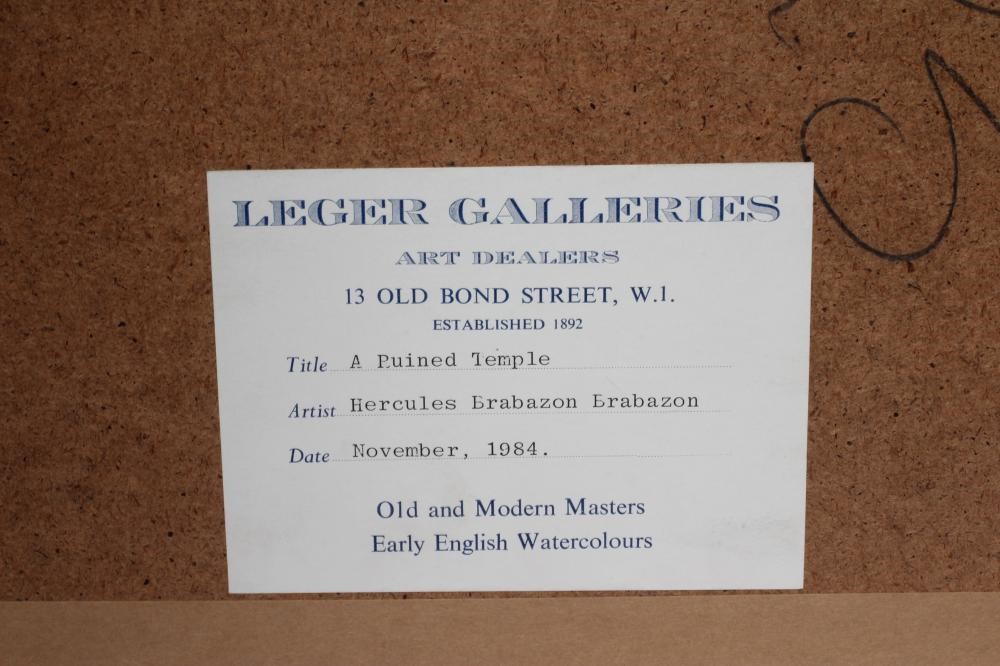 LEGER GALLERIES
ART DEALERS
13 OLD BOND STREET, W.1.
ESTABLISHED 1892
Title A Ruined Temple
Artist Hercules Brabazon Brabazon
Date November, 1984.
Old and Modern Masters
Early English Watercolours